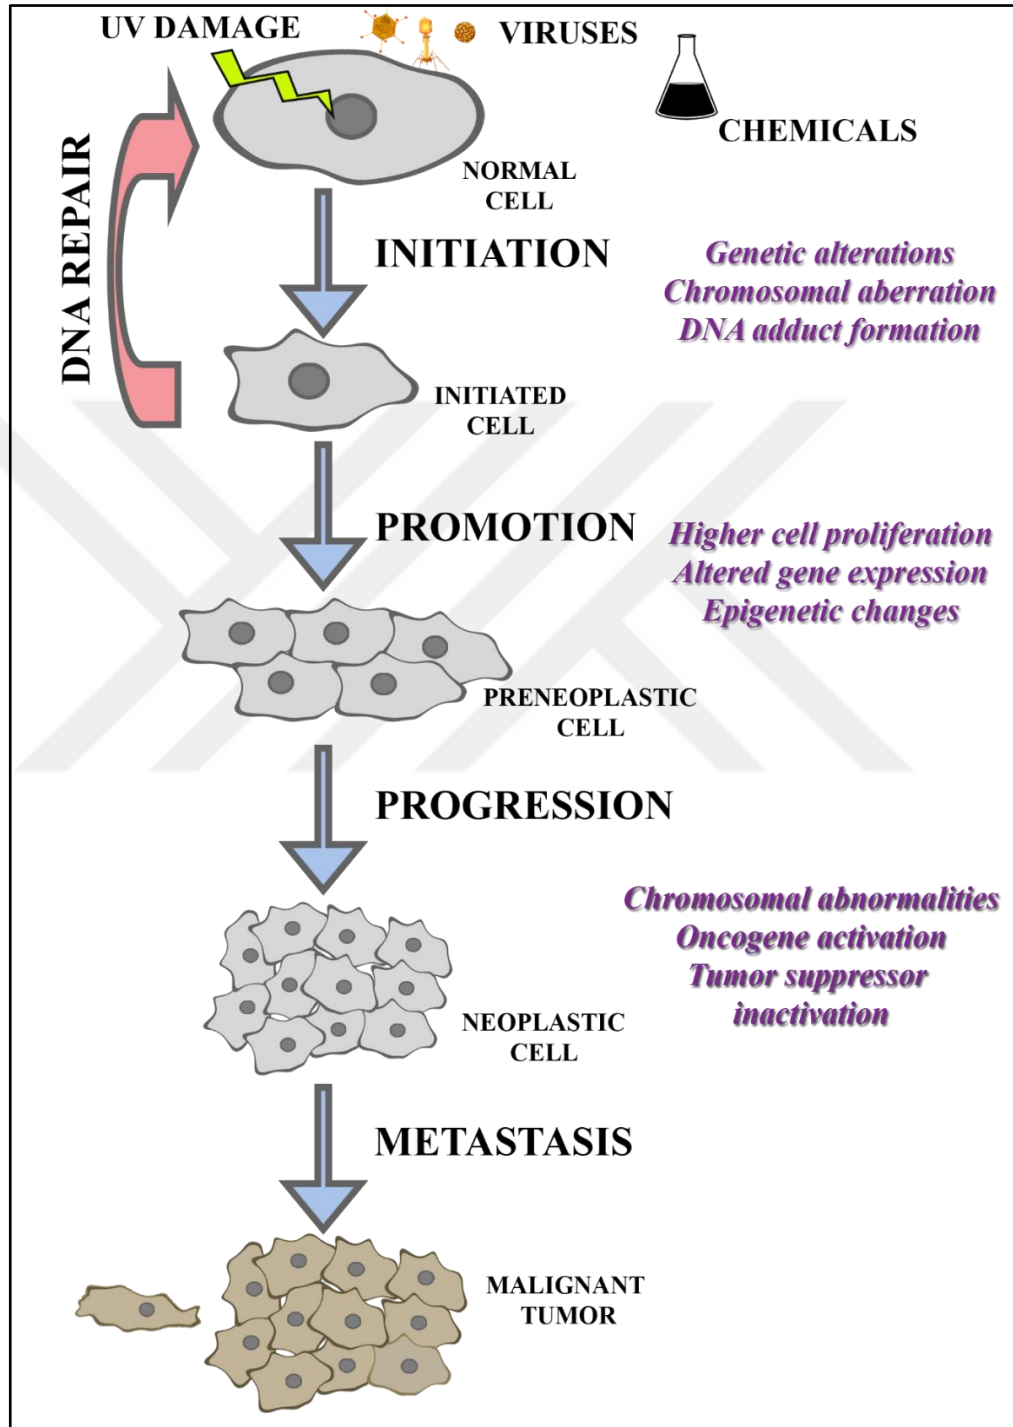 UV DAMAGE
VIRUSES
CHEMICALS
NORMAL
CELL
DNA REPAIR
INITIATION
Genetic alterations
Chromosomal aberration
DNA adduct formation
INITIATED
CELL
PROMOTION
Higher cell proliferation
Altered gene expression
Epigenetic changes
PRENEOPLASTIC
CELL
PROGRESSION
Chromosomal abnormalities
Oncogene activation
Tumor suppressor
inactivation
NEOPLASTIC
CELL
METASTASIS
MALIGNANT
TUMOR